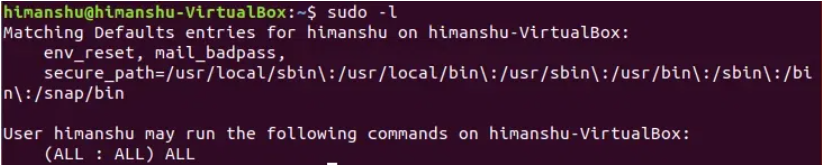 himanshu@himanshu-VirtualBox:~$ sudo -l
Matching Defaults entries for himanshu on himanshu-VirtualBox:
    env_reset, mail_badpass,
    secure_path=/usr/local/sbin\:/usr/local/bin\:/usr/sbin\:/usr/bin\:/sbin\:/bi
n\:/snap/bin

User himanshu may run the following commands on himanshu-VirtualBox:
    (ALL : ALL) ALL